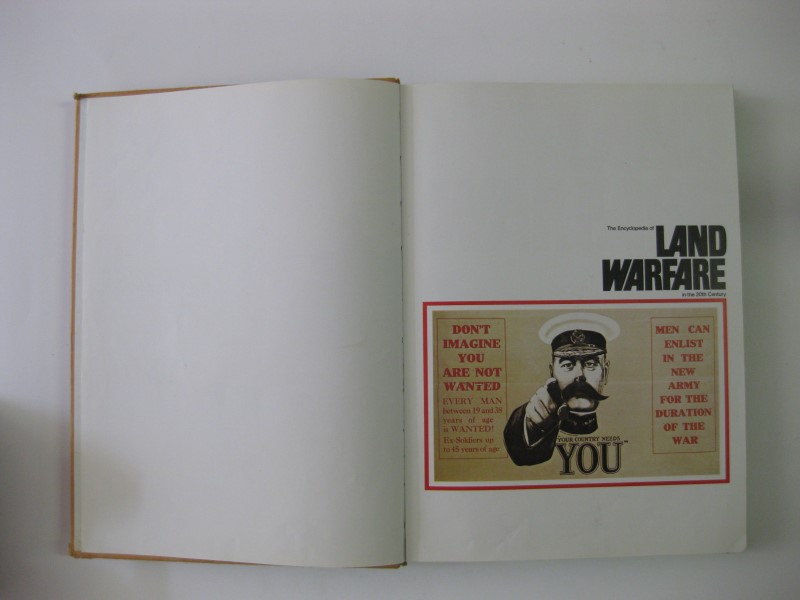 The Encyclopedia of
LAND
WARFARE
in the 20th Century
DON'T
IMAGINE
YOU
ARE NOT
WANTED
EVERY MAN
between 19 and 38
years of age
is WANTED!
Ex-Soldiers up
to 45 years of age
YOUR COUNTRY NEEDS
YOU
MEN CAN
ENLIST
IN THE
NEW
ARMY
FOR THE
DURATION
OF THE
WAR